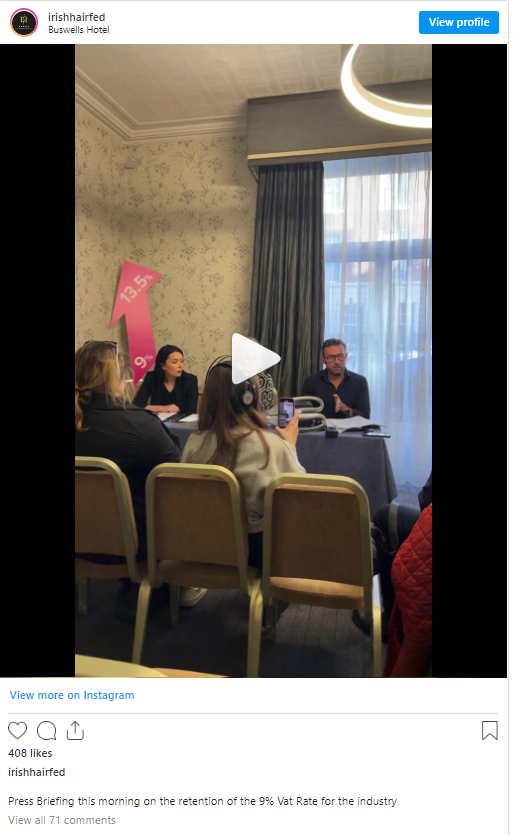 irishhairfed
Buswells Hotel
View profile
13.5%
9%
View more on Instagram
408 likes
irishhairfed
Press Briefing this morning on the retention of the 9% Vat Rate for the industry
View all 71 comments